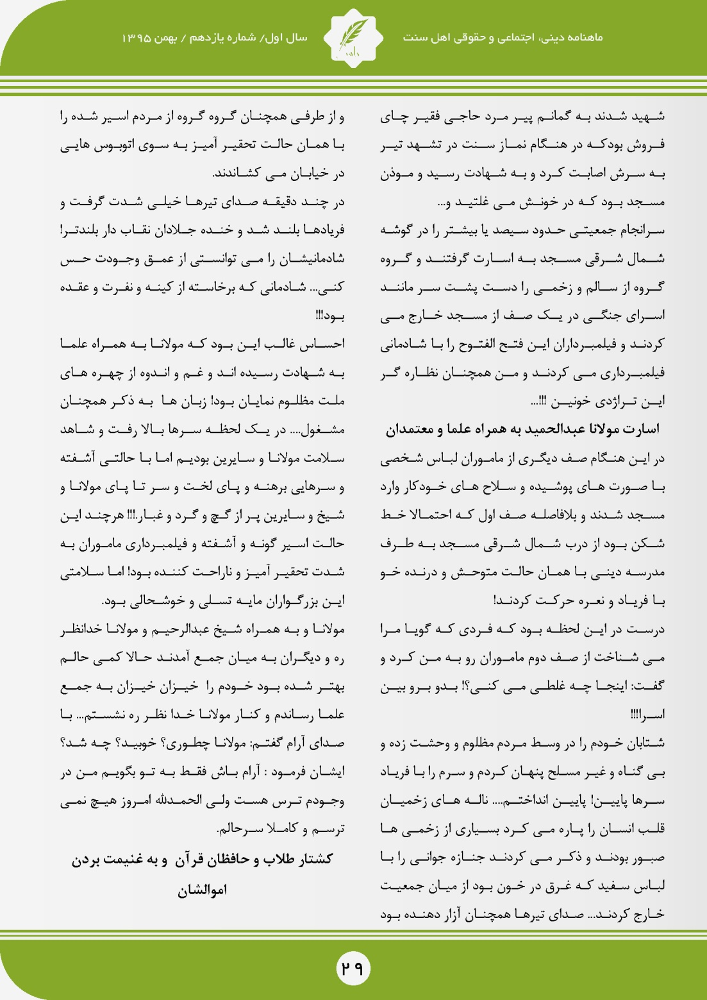 ماهنامه دینی، اجتماعی و حقوقی اهل سنت
سال اول/ شماره یازدهم / بهمن ۱۳۹۵
شهید شدند به گمانم پیر مرد حاجی فقیر چای
فروش بودکه در هنگام نماز سنت در تشهد تیر
به سرش اصابت کرد و به شهادت رسید و موذن
مسجد بود که در خونش می غلتید و...
سرانجام جمعیتی حدود سیصد یا بیشتر را در گوشه
شمال شرقی مسجد به اسارت گرفتند و گروه
گروه از سالم و زخمی را دست پشت سر مانند
اسرای جنگی در یک صف از مسجد خارج می
کردند و فیلمبرداران این فتح الفتوح را با شادمانی
فیلمبرداری می کردند و من همچنان نظاره گر
این تراژدی خونین !!!...
اسارت مولانا عبدالحمید به همراه علما و معتمدان
در این هنگام صف دیگری از ماموران لباس شخصی
با صورت های پوشیده و سلاح های خودکار وارد
مسجد شدند و بلافاصله صف اول که احتمالا خط
شکن بود از درب شمال شرقی مسجد به طرف
مدرسه دینی با همان حالت متوحش و درنده خو
با فریاد و نعره حرکت کردند!
درست در این لحظه بود که فردی که گویا مرا
می شناخت از صف دوم ماموران رو به من کرد و
گفت: اینجا چه غلطی می کنی؟! بدو برو بین
اسرا!!!!
شتابان خودم را در وسط مردم مظلوم و وحشت زده و
بی گناه و غیر مسلح پنهان کردم و سرم را با فریاد
سرها پایین! پایین انداختم.... ناله های زخمیان
قلب انسان را پاره می کرد بسیاری از زخمی ها
صبور بودند و ذکر می کردند جنازه جوانی را با
لباس سفید که غرق در خون بود از میان جمعیت
خارج کردند... صدای تیرها همچنان آزار دهنده بود
و از طرفی همچنان گروه گروه از مردم اسیر شده را
با همان حالت تحقیر آمیز به سوی اتوبوس هایی
در خیابان می کشاندند.
در چند دقیقه صدای تیرها خیلی شدت گرفت و
فریادها بلند شد و خنده جلادان نقاب دار بلندتر!
شادمانیشان را می توانستی از عمق وجودت حس
کنی... شادمانی که برخاسته از کینه و نفرت و عقده
بود!!!
احساس غالب این بود که مولانا به همراه علما
به شهادت رسیده اند و غم و اندوه از چهره های
ملت مظلوم نمایان بود! زبان ها به ذکر همچنان
مشغول.... در یک لحظه سرها بالا رفت و شاهد
سلامت مولانا و سایرین بودیم اما با حالتی آشفته
و سرهایی برهنه و پای لخت و سر تا پای مولانا و
شیخ و سایرین پر از گچ و گرد و غبار.!!! هرچند این
حالت اسیر گونه و آشفته و فیلمبرداری ماموران به
شدت تحقیر آمیز و ناراحت کننده بود! اما سلامتی
این بزرگواران مایه تسلی و خوشحالی بود.
مولانا و به همراه شیخ عبدالرحیم و مولانا خدانظر
ره و دیگران به میان جمع آمدند حالا کمی حالم
بهتر شده بود خودم را خیزان خیزان به جمع
علما رساندم و کنار مولانا خدا نظر ره نشستم... با
صدای آرام گفتم: مولانا چطوری؟ خوبید؟ چه شد؟
ایشان فرمود : آرام باش فقط به تو بگویم من در
وجودم ترس هست ولی الحمدلله امروز هیچ نمی
ترسم و کاملا سرحالم.
کشتار طلاب و حافظان قرآن و به غنیمت بردن
اموالشان
۲۹